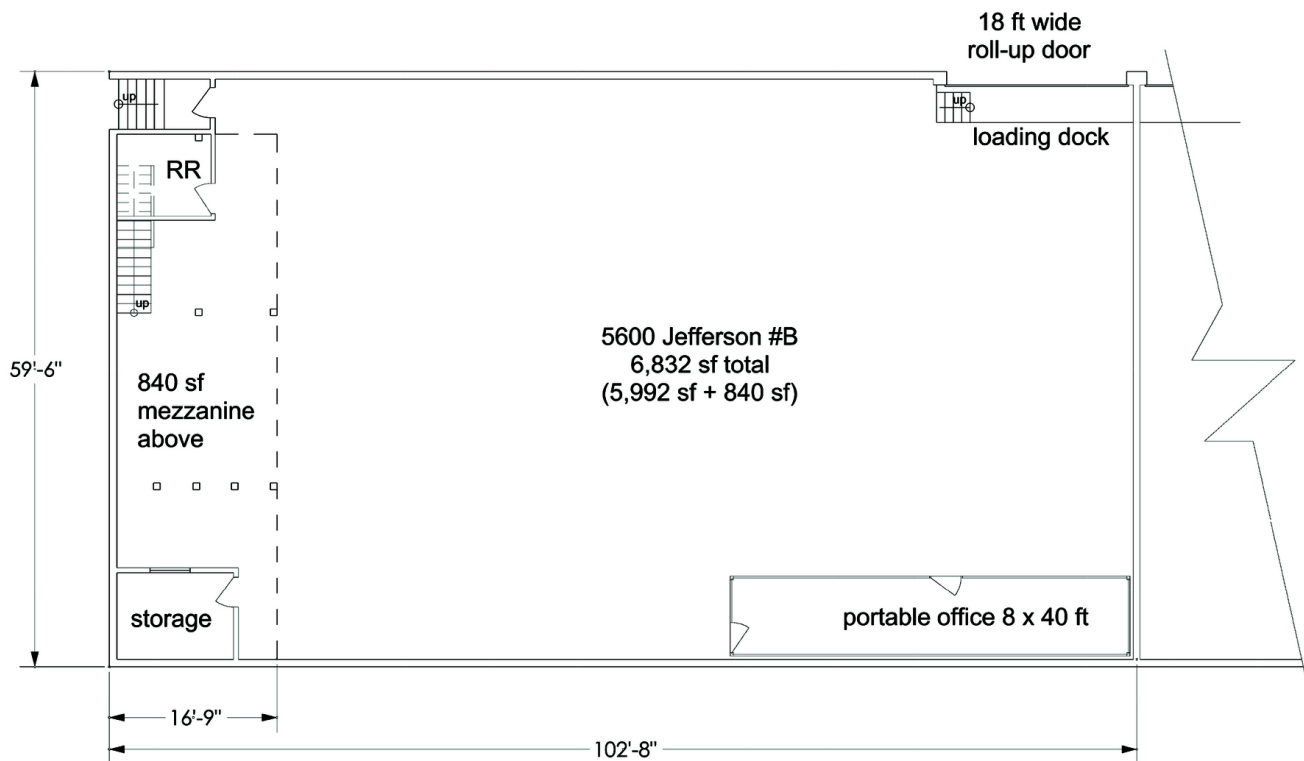 18 ft wide
roll-up door
up
up
loading dock
RR
up
5600 Jefferson #B
6,832 sf total
(5,992 sf + 840 sf)
59'-6"
840 sf
mezzanine
above
storage
portable office 8 x 40 ft
16'-9"
102'-8"